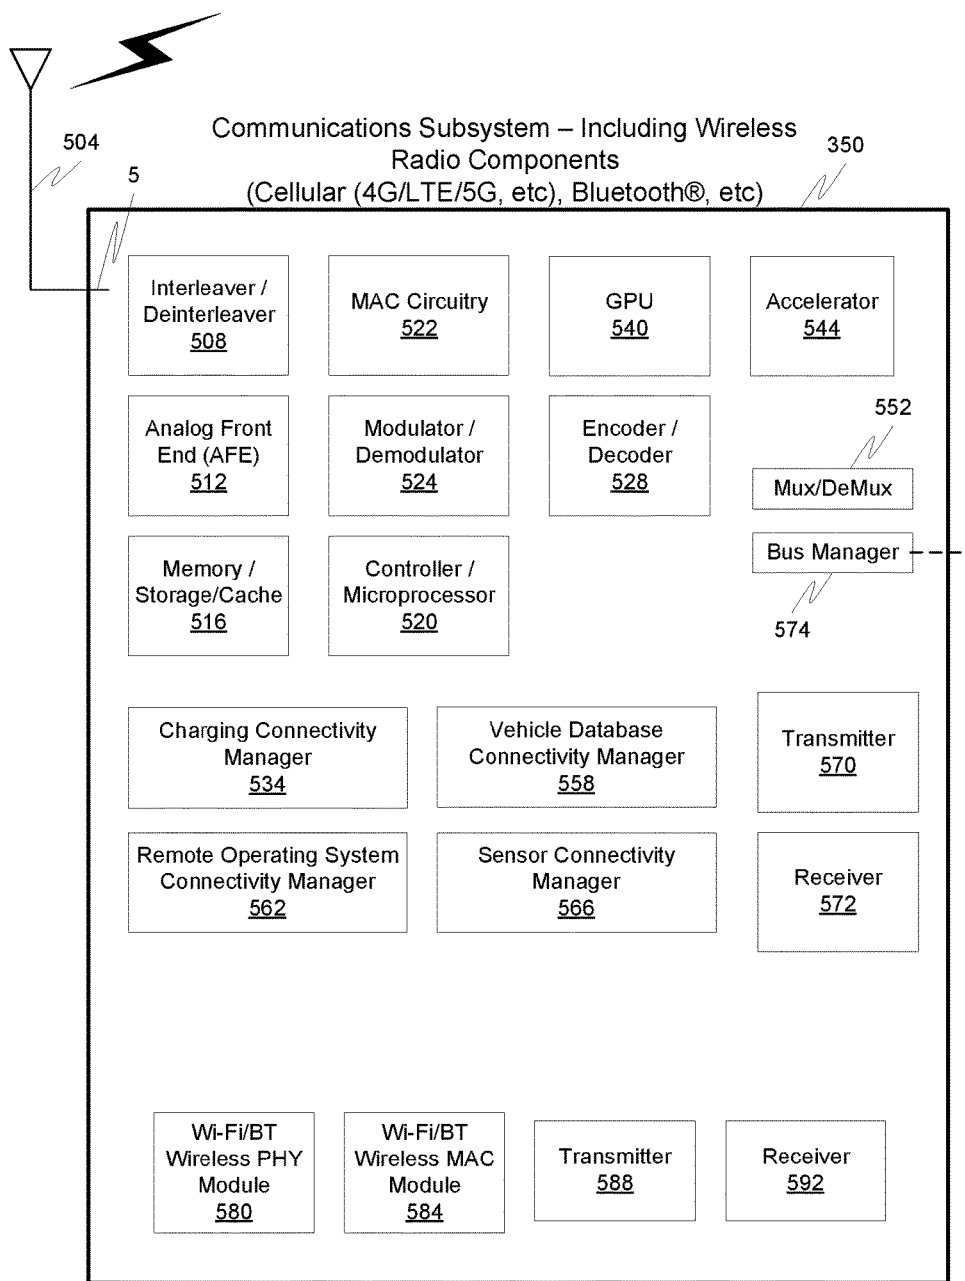 Communications Subsystem – Including Wireless
Radio Components
(Cellular (4G/LTE/5G, etc), Bluetooth®, etc)
504
5
350
Interleaver /
Deinterleaver
508
MAC Circuitry
522
GPU
540
Accelerator
544
Analog Front
End (AFE)
512
Modulator /
Demodulator
524
Encoder /
Decoder
528
552
Mux/DeMux
Bus Manager
574
Memory /
Storage/Cache
516
Controller /
Microprocessor
520
Charging Connectivity
Manager
534
Vehicle Database
Connectivity Manager
558
Transmitter
570
Remote Operating System
Connectivity Manager
562
Sensor Connectivity
Manager
566
Receiver
572
Wi-Fi/BT
Wireless PHY
Module
580
Wi-Fi/BT
Wireless MAC
Module
584
Transmitter
588
Receiver
592